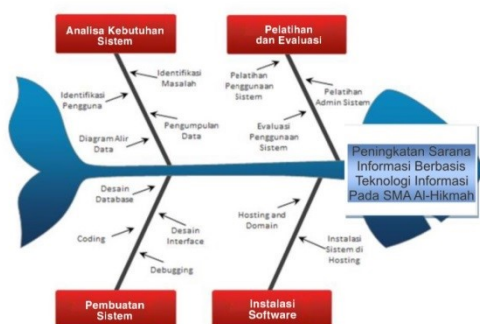 Analisa Kebutuhan
Sistem
Pelatihan
dan Evaluasi
Identifikasi
Masalah
Identifikasi
Pengguna
Pengumpulan
Data
Diagram Alir
Data
Pelatihan
Penggunaan
Sistem
Pelatihan
Admin Sistem
Evaluasi
Penggunaan
Sistem
Peningkatan Sarana
Informasi Berbasis
Teknologi Informasi
Pada SMA Al-Hikmah
Desain
Database
Desain
Interface
Coding
Debugging
Hosting and
Domain
Instalasi
Sistem di
Hosting
Pembuatan
Sistem
Instalasi
Software